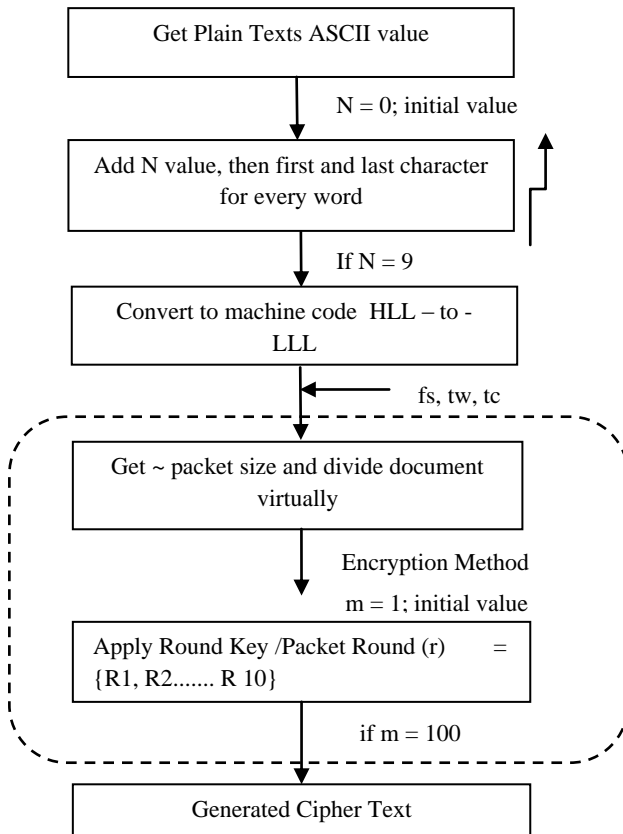 Get Plain Texts ASCII value
N = 0; initial value
Add N value, then first and last character
for every word
If N = 9
Convert to machine code HLL – to -
LLL
fs, tw, tc
Get ~ packet size and divide document
virtually
Encryption Method
m = 1; initial value
Apply Round Key /Packet Round (r) =
{R1, R2....... R 10}
if m = 100
Generated Cipher Text